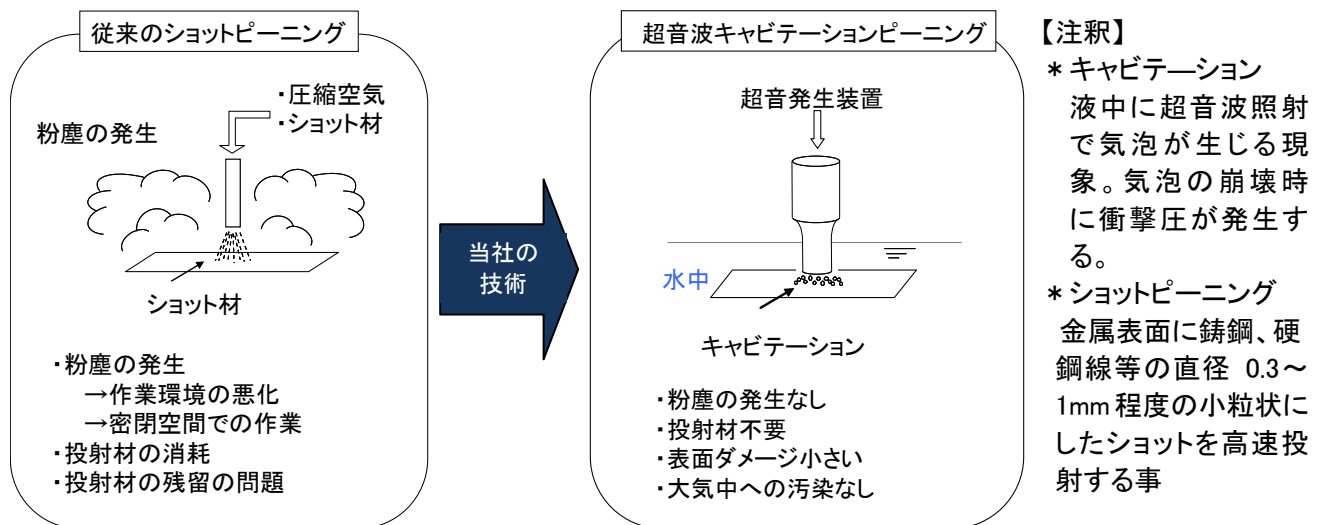 従来のショットピーニング
・圧縮空気
・ショット材
粉塵の発生
ショット材
・粉塵の発生
→作業環境の悪化
→密閉空間での作業
・投射材の消耗
・投射材の残留の問題
当社の
技術
超音波キャビテーションピーニング
超音発生装置
水中
キャビテーション
・粉塵の発生なし
・投射材不要
・表面ダメージ小さい
・大気中への汚染なし
【注釈】
＊キャビテ―ション
液中に超音波照射
で気泡が生じる現
象。気泡の崩壊時
に衝撃圧が発生す
る。
＊ショットピーニング
金属表面に鋳鋼、硬
鋼線等の直径 0.3～
1mm 程度の小粒状に
したショットを高速投
射する事